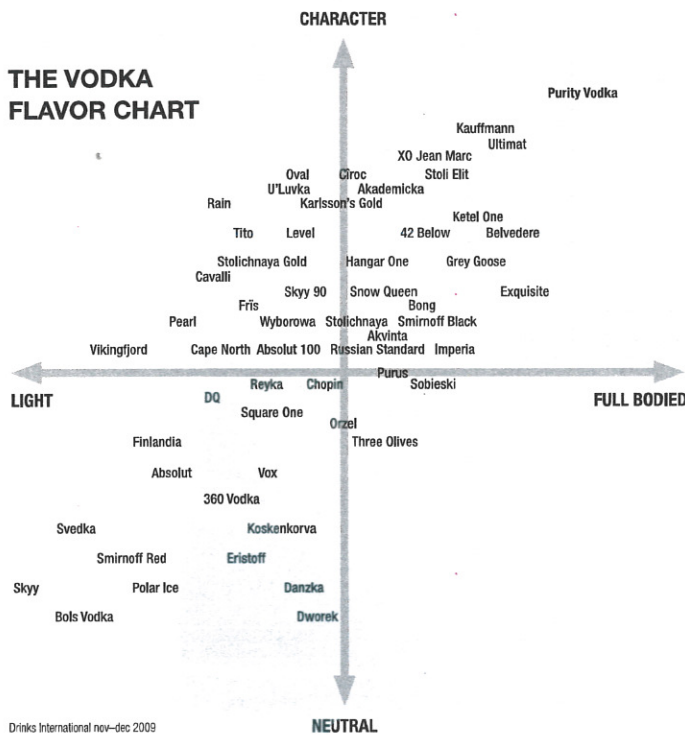 CHARACTER
THE VODKA
FLAVOR CHART
Purity Vodka
Kauffmann
Ultimat
XO Jean Marc
Oval Cîroc Stoli Elit
U'Luvka Akademicka
Rain Karlsson's Gold
Ketel One
Tito Level 42 Below Belvedere
Stolichnaya Gold Hangar One Grey Goose
Cavalli
Skyy 90 Snow Queen Exquisite
Frïs Bong
Pearl Wyborowa Stolichnaya Smirnoff Black
Akvinta
Vikingfjord Cape North Absolut 100 Russian Standard Imperia
Purus
Reyka Chopin Sobieski
LIGHT DQ FULL BODIED
Square One
Orzel
Finlandia Three Olives
Absolut Vox
360 Vodka
Svedka Koskenkorva
Smirnoff Red Eristoff
Skyy Polar Ice Danzka
Bols Vodka Dworek
Drinks International nov–dec 2009 NEUTRAL